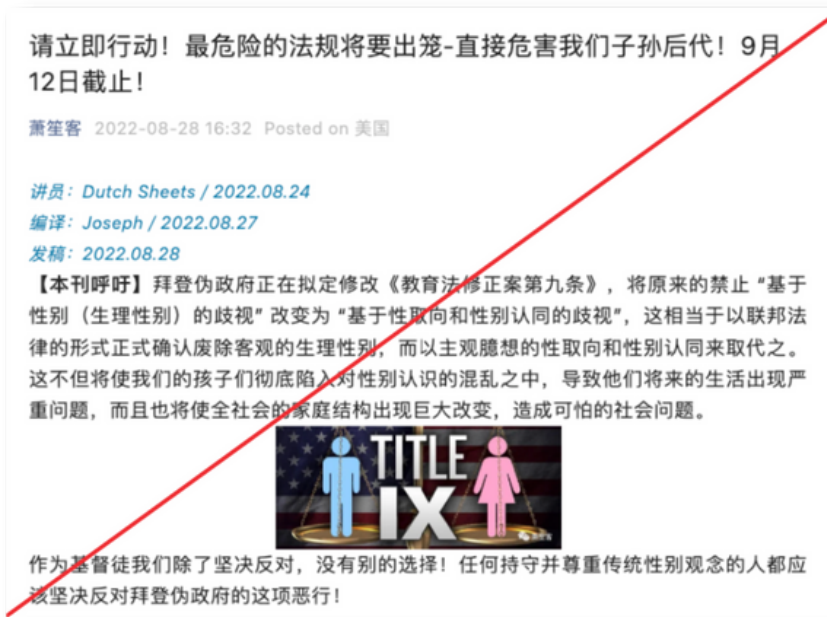 请立即行动！最危险的法规将要出笼-直接危害我们子孙后代！9月
12日截止！
萧笙客 2022-08-28 16:32 Posted on 美国
讲员：Dutch Sheets / 2022.08.24
编译：Joseph / 2022.08.27
发稿：2022.08.28
【本刊呼吁】拜登伪政府正在拟定修改《教育法修正案第九条》，将原来的禁止 “基于
性别（生理性别）的歧视” 改变为 “基于性取向和性别认同的歧视”，这相当于以联邦法
律的形式正式确认废除客观的生理性别，而以主观臆想的性取向和性别认同来取代之。
这不但将使我们的孩子们彻底陷入对性别认识的混乱之中，导致他们将来的生活出现严
重问题，而且也将使全社会的家庭结构出现巨大改变，造成可怕的社会问题。
TITLE
IX
作为基督徒我们除了坚决反对，没有别的选择！任何持守并尊重传统性别观念的人都应
该坚决反对拜登伪政府的这项恶行！